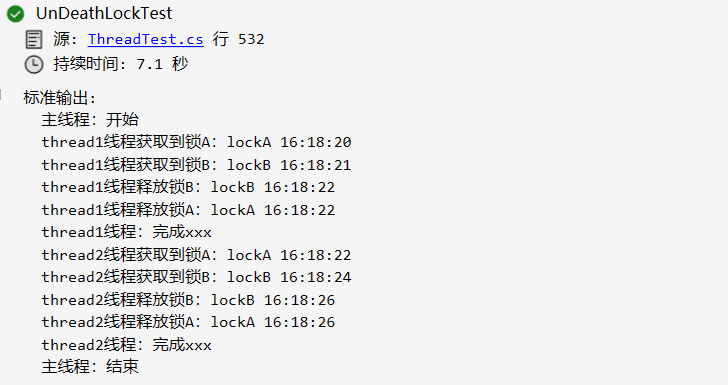 UnDeathLockTest
源: ThreadTest.cs 行 532
持续时间: 7.1 秒
标准输出:
主线程：开始
thread1线程获取到锁A：lockA 16:18:20
thread1线程获取到锁B：lockB 16:18:21
thread1线程释放锁B：lockB 16:18:22
thread1线程释放锁A：lockA 16:18:22
thread1线程：完成xxx
thread2线程获取到锁A：lockA 16:18:22
thread2线程获取到锁B：lockB 16:18:24
thread2线程释放锁B：lockB 16:18:26
thread2线程释放锁A：lockA 16:18:26
thread2线程：完成xxx
主线程：结束